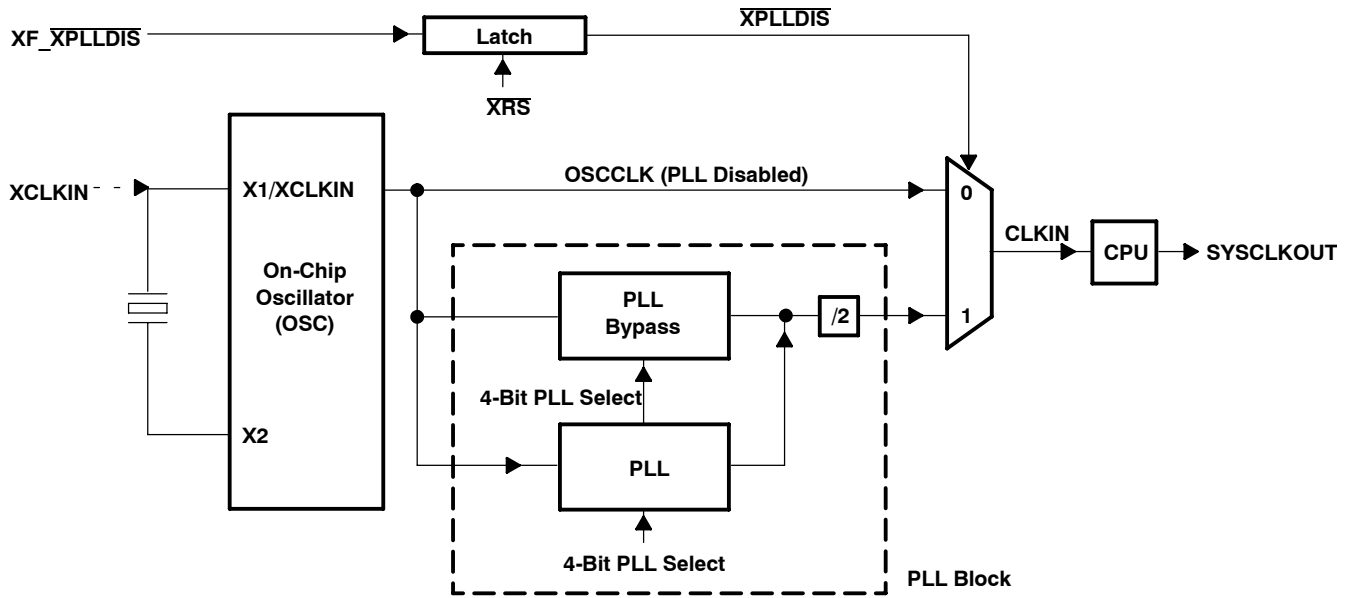 XPLLDIS
XF_XPLLDIS
Latch
XRS
XCLKIN
X1/XCLKIN
OSCCLK (PLL Disabled)
0
On-Chip
Oscillator
(OSC)
CLKIN
CPU
SYSCLKOUT
PLL
Bypass
/2
1
4-Bit PLL Select
X2
PLL
4-Bit PLL Select
PLL Block